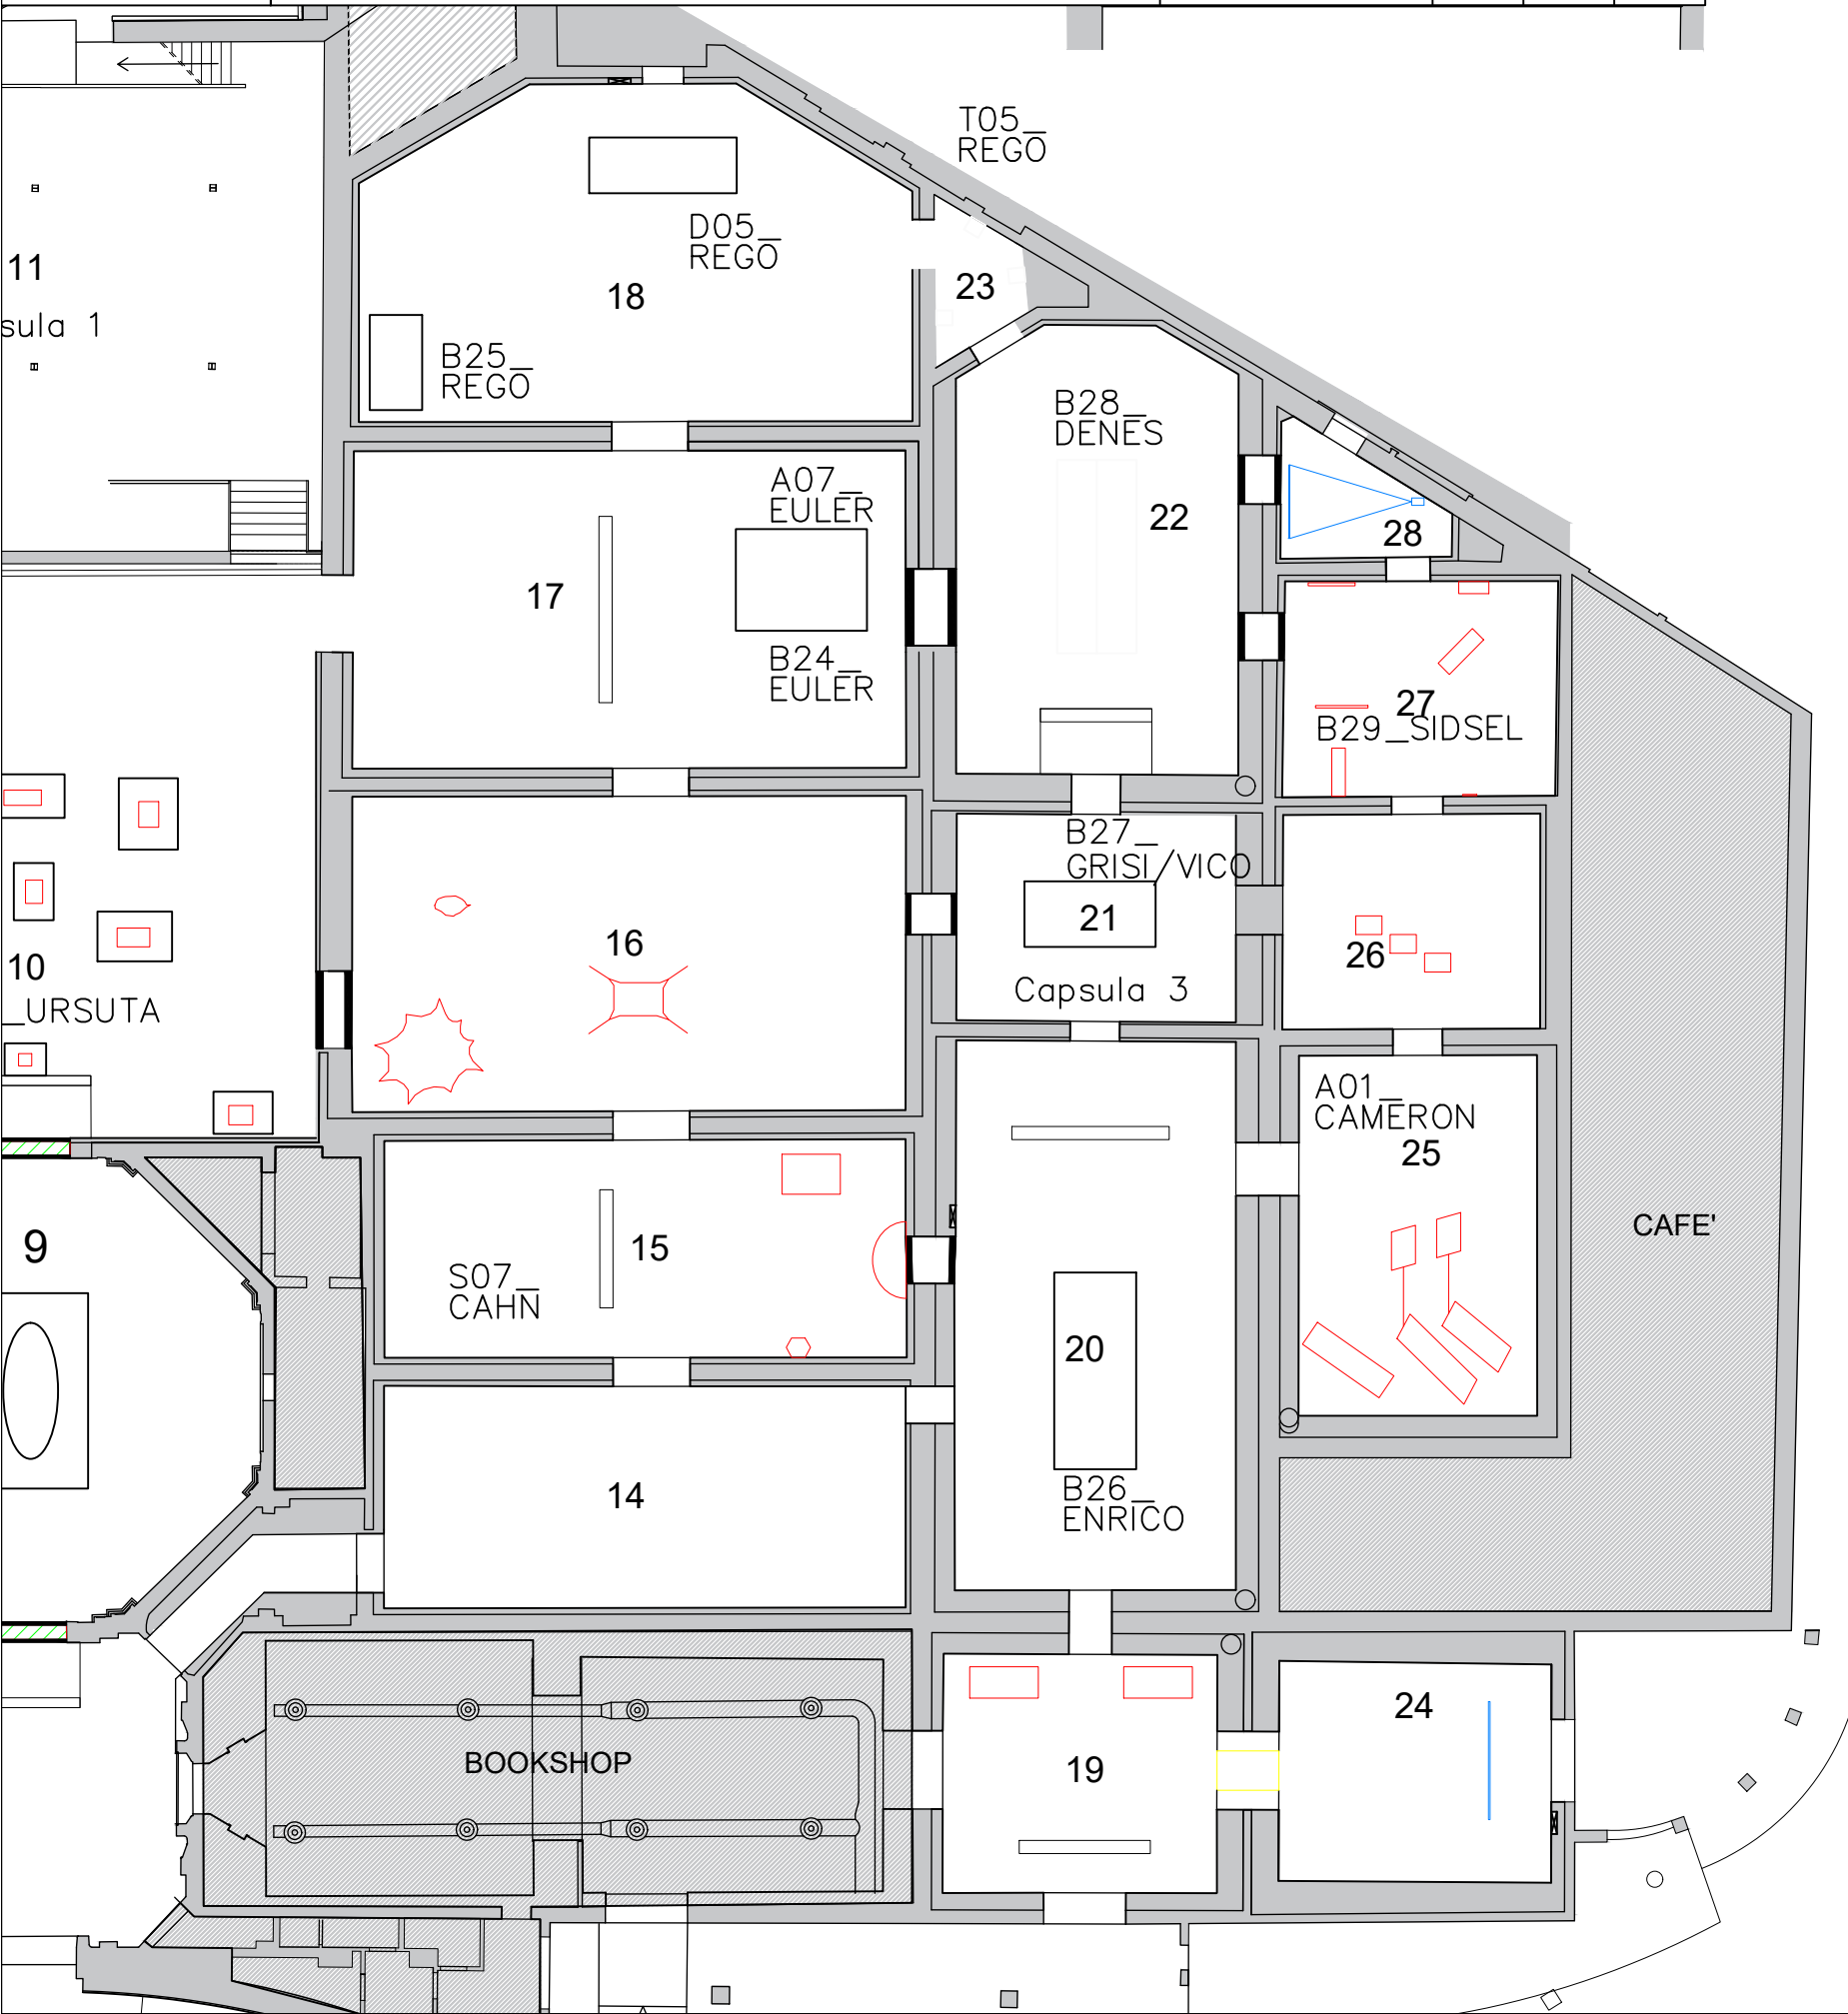 T05_
REGO
D05_
REGO
11
sula 1
18
23
B25_
REGO
B28_
DENES
A07_
EULER
22
28
17
B24_
EULER
27
B29_SIDSEL
B27_
GRISI/VICO
21
16
26
10
_URSUTA
Capsula 3
A01_
CAMERON
25
9
15
S07_
CAHN
CAFE'
20
14
B26_
ENRICO
24
BOOKSHOP
19